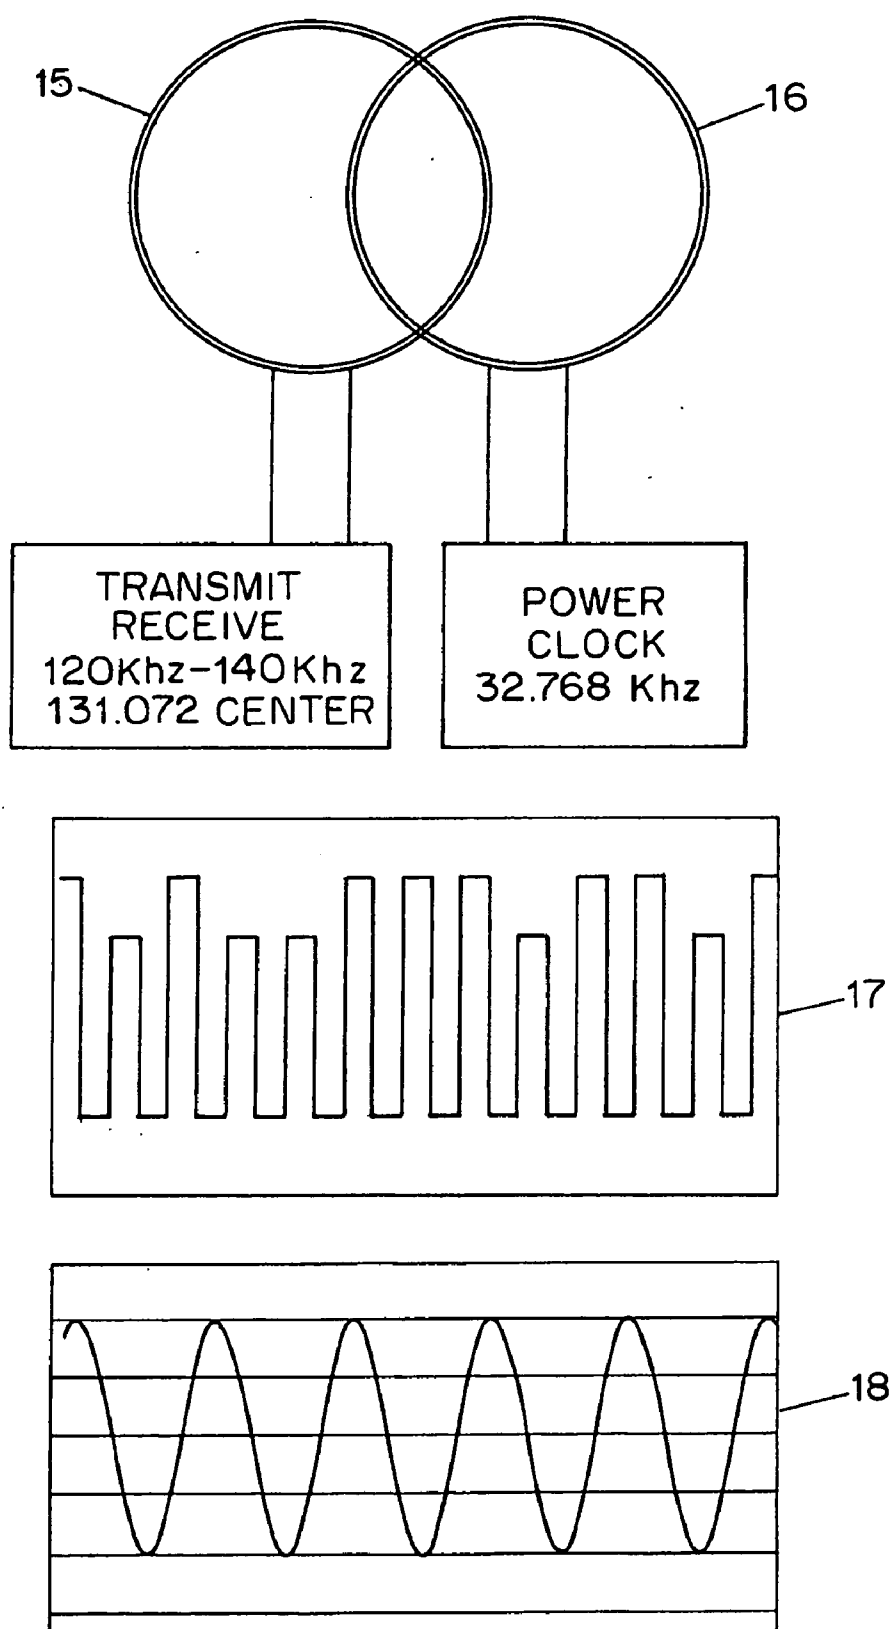 15
16
TRANSMIT
RECEIVE
120Khz-140Khz
131.072 CENTER
POWER
CLOCK
32.768 Khz
17
18